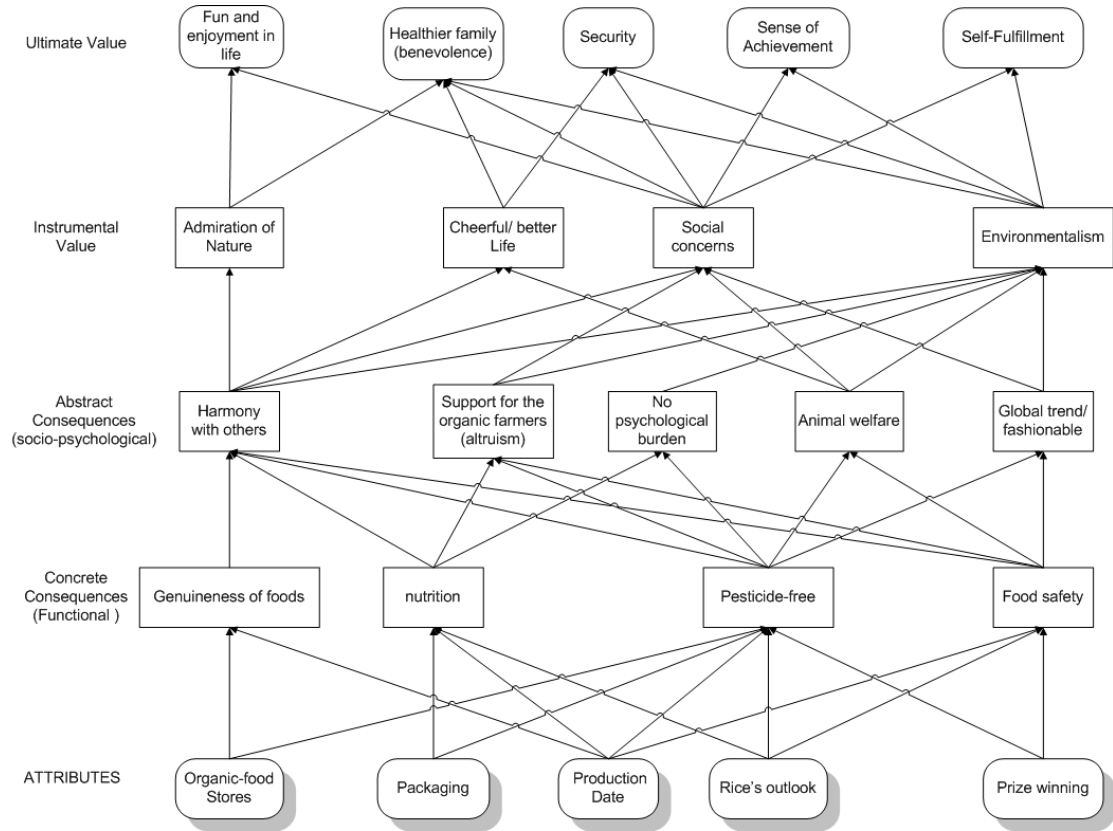 Ultimate Value
Fun and
enjoyment in
life
Healthier family
(benevolence)
Security
Sense of
Achievement
Self-Fulfillment
Instrumental
Value
Admiration of
Nature
Cheerful/ better
Life
Social
concerns
Environmentalism
Abstract
Consequences
(socio-psychological)
Harmony
with others
Support for the
organic farmers
(altruism)
No
psychological
burden
Animal welfare
Global trend/
fashionable
Concrete
Consequences
(Functional )
Genuineness of foods
nutrition
Pesticide-free
Food safety
ATTRIBUTES
Organic-food
Stores
Packaging
Production
Date
Rice's outlook
Prize winning